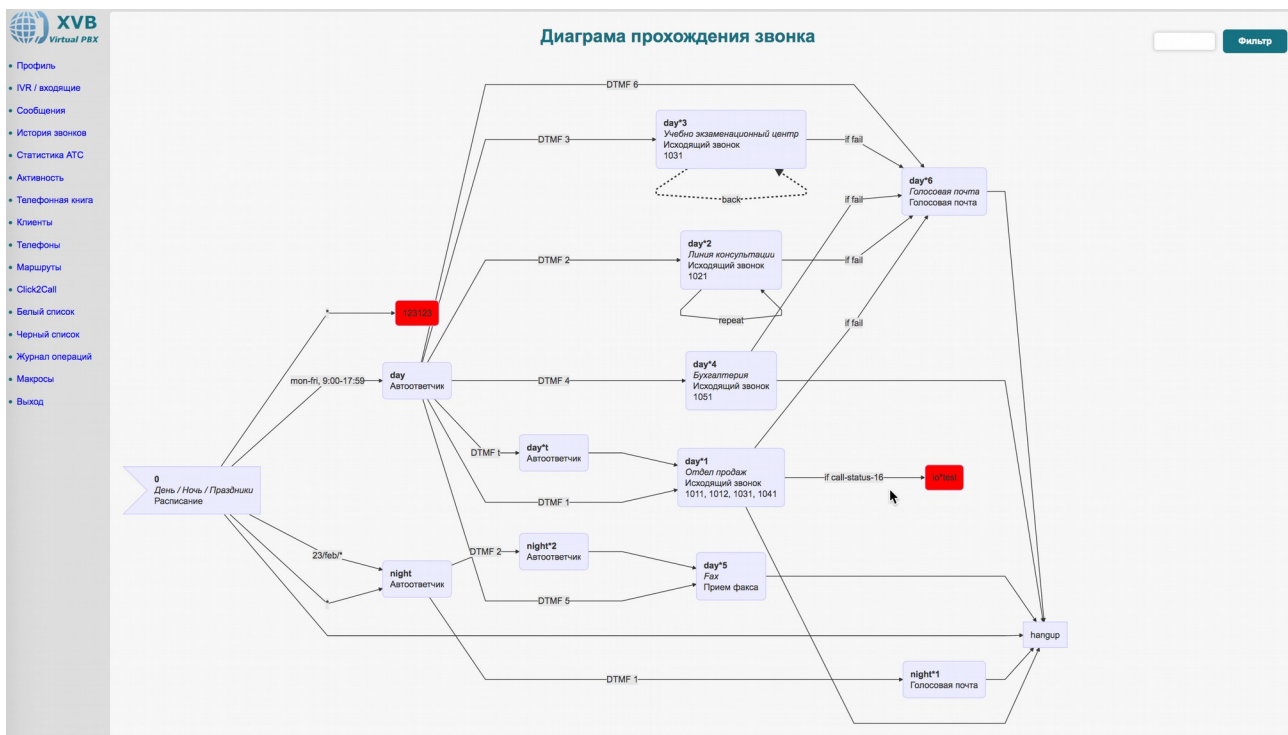 XVB
Virtual PBX
Диаграма прохождения звонка
Фильтр
Профиль
IVR / входящие
Сообщения
История звонков
Статистика АТС
Активность
Телефонная книга
Клиенты
Телефоны
Маршруты
Click2Call
Белый список
Черный список
Журнал операций
Макросы
Выход
DTMF 6
day*3
Учебно экзаменационный центр
Исходящий звонок
1031
DTMF 3
if fail
back
day*6
Голосовая почта
Голосовая почта
if fail
day*2
Линия консультации
Исходящий звонок
1021
DTMF 2
if fail
repeat
*
123123
if fail
day*4
Бухгалтерия
Исходящий звонок
1051
mon-fri, 9:00-17:59
day
Автоответчик
DTMF 4
DTMF t
day*t
Автоответчик
day*1
Отдел продаж
Исходящий звонок
1011, 1012, 1031, 1041
if call-status-16
0
День / Ночь / Праздники
Расписание
DTMF 1
23/feb/*
DTMF 2
night*2
Автоответчик
night
Автоответчик
day*5
Fax
Прием факса
*
DTMF 5
hangup
DTMF 1
night*1
Голосовая почта